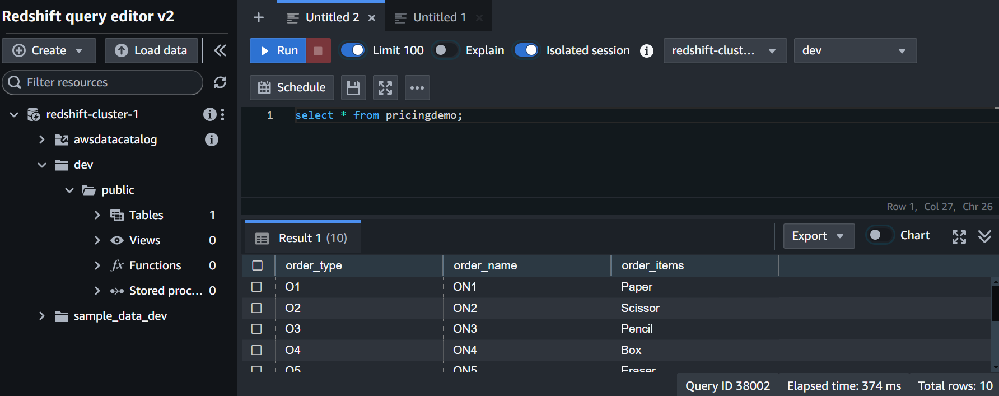 Redshift query editor v2
Create
Load data
Filter resources
redshift-cluster-1
awsdatacatalog
dev
public
Tables 1
Views 0
Functions 0
Stored proc... 0
sample_data_dev
Untitled 2
Untitled 1
Run
Limit 100
Explain
Isolated session
redshift-clust...
dev
Schedule
1 select * from pricingdemo;
Row 1, Col 27, Chr 26
Result 1 (10)
Export
Chart
order_type order_name order_items
O1 ON1 Paper
O2 ON2 Scissor
O3 ON3 Pencil
O4 ON4 Box
O5 ON5 Eraser
Query ID 38002 Elapsed time: 374 ms Total rows: 10